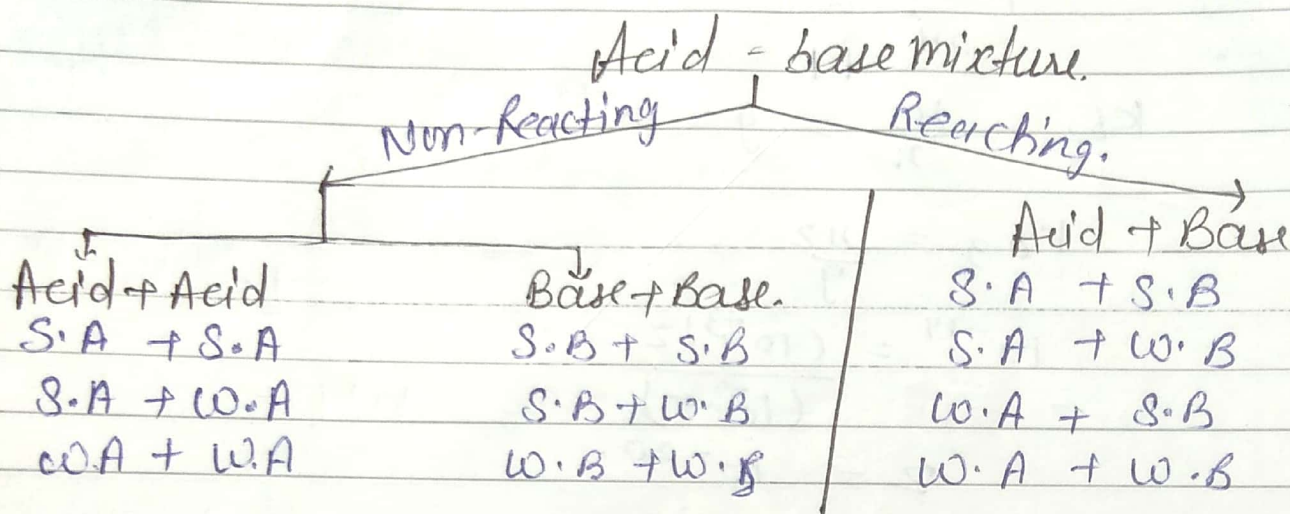 Acid - base mixture.
Non-Reacting
Reacting.
Acid + Acid
S.A + S.A
S.A + W.A
W.A + W.A
Base + Base.
S.B + S.B
S.B + W.B
W.B + W.B
Acid + Base
S.A + S.B
S.A + W.B
W.A + S.B
W.A + W.B